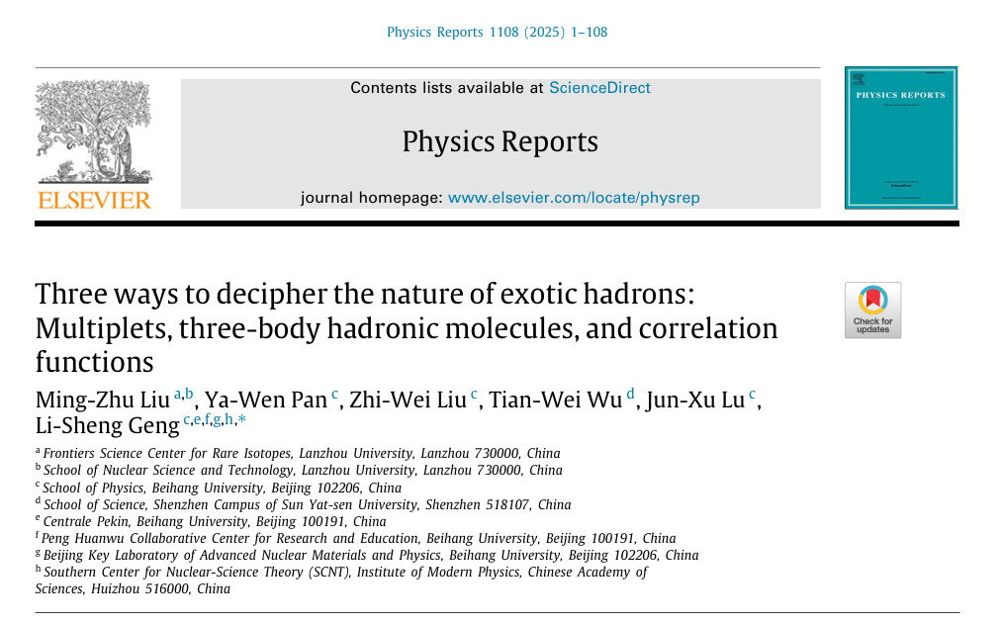 Physics Reports 1108 (2025) 1–108
Contents lists available at ScienceDirect
Physics Reports
journal homepage: www.elsevier.com/locate/physrep
ELSEVIER
PHYSICS REPORTS
Three ways to decipher the nature of exotic hadrons:
Multiplets, three-body hadronic molecules, and correlation
functions
Check for
updates
Ming-Zhu Liu a,b, Ya-Wen Pan c, Zhi-Wei Liu c, Tian-Wei Wu d, Jun-Xu Lu c,
Li-Sheng Geng c,e,f,g,h,*
a Frontiers Science Center for Rare Isotopes, Lanzhou University, Lanzhou 730000, China
b School of Nuclear Science and Technology, Lanzhou University, Lanzhou 730000, China
c School of Physics, Beihang University, Beijing 102206, China
d School of Science, Shenzhen Campus of Sun Yat-sen University, Shenzhen 518107, China
e Centrale Pekin, Beihang University, Beijing 100191, China
f Peng Huanwu Collaborative Center for Research and Education, Beihang University, Beijing 100191, China
g Beijing Key Laboratory of Advanced Nuclear Materials and Physics, Beihang University, Beijing 102206, China
h Southern Center for Nuclear-Science Theory (SCNT), Institute of Modern Physics, Chinese Academy of
Sciences, Huizhou 516000, China